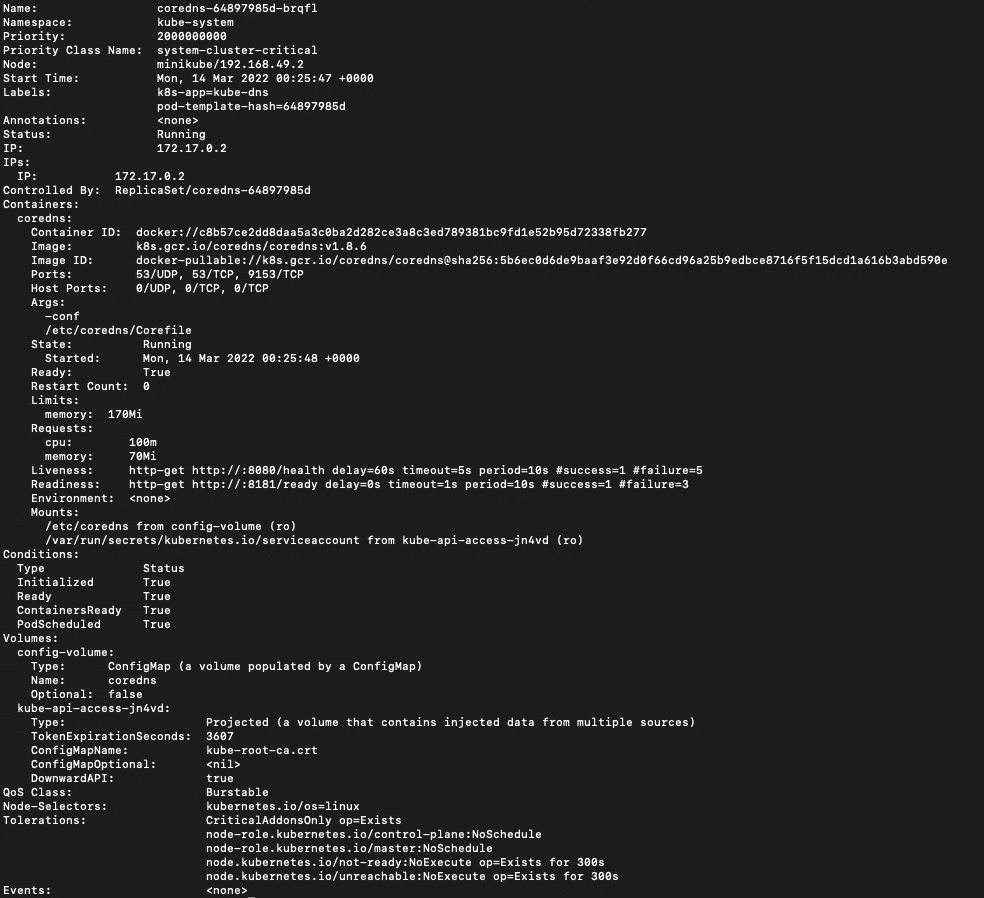 Name:                 coredns-64897985d-brqfl
Namespace:            kube-system
Priority:             2000000000
Priority Class Name:  system-cluster-critical
Node:                 minikube/192.168.49.2
Start Time:           Mon, 14 Mar 2022 00:25:47 +0000
Labels:               k8s-app=kube-dns
                      pod-template-hash=64897985d
Annotations:          <none>
Status:               Running
IP:                   172.17.0.2
IPs:
  IP:           172.17.0.2
Controlled By:  ReplicaSet/coredns-64897985d
Containers:
  coredns:
    Container ID:  docker://c8b57ce2dd8daa5a3c0ba2d282ce3a8c3ed789381bc9fd1e52b95d72338fb277
    Image:         k8s.gcr.io/coredns/coredns:v1.8.6
    Image ID:      docker-pullable://k8s.gcr.io/coredns/coredns@sha256:5b6ec0d6de9baaf3e92d0f66cd96a25b9edbce8716f5f15dcd1a616b3abd590e
    Ports:         53/UDP, 53/TCP, 9153/TCP
    Host Ports:    0/UDP, 0/TCP, 0/TCP
    Args:
      -conf
      /etc/coredns/Corefile
    State:          Running
      Started:      Mon, 14 Mar 2022 00:25:48 +0000
    Ready:          True
    Restart Count:  0
    Limits:
      memory:  170Mi
    Requests:
      cpu:        100m
      memory:     70Mi
    Liveness:     http-get http://:8080/health delay=60s timeout=5s period=10s #success=1 #failure=5
    Readiness:    http-get http://:8181/ready delay=0s timeout=1s period=10s #success=1 #failure=3
    Environment:  <none>
    Mounts:
      /etc/coredns from config-volume (ro)
      /var/run/secrets/kubernetes.io/serviceaccount from kube-api-access-jn4vd (ro)
Conditions:
  Type              Status
  Initialized       True
  Ready             True
  ContainersReady   True
  PodScheduled      True
Volumes:
  config-volume:
    Type:      ConfigMap (a volume populated by a ConfigMap)
    Name:      coredns
    Optional:  false
  kube-api-access-jn4vd:
    Type:                    Projected (a volume that contains injected data from multiple sources)
    TokenExpirationSeconds:  3607
    ConfigMapName:           kube-root-ca.crt
    ConfigMapOptional:       <nil>
    DownwardAPI:             true
QoS Class:                   Burstable
Node-Selectors:              kubernetes.io/os=linux
Tolerations:                 CriticalAddonsOnly op=Exists
                             node-role.kubernetes.io/control-plane:NoSchedule
                             node-role.kubernetes.io/master:NoSchedule
                             node.kubernetes.io/not-ready:NoExecute op=Exists for 300s
                             node.kubernetes.io/unreachable:NoExecute op=Exists for 300s
Events:                      <none>